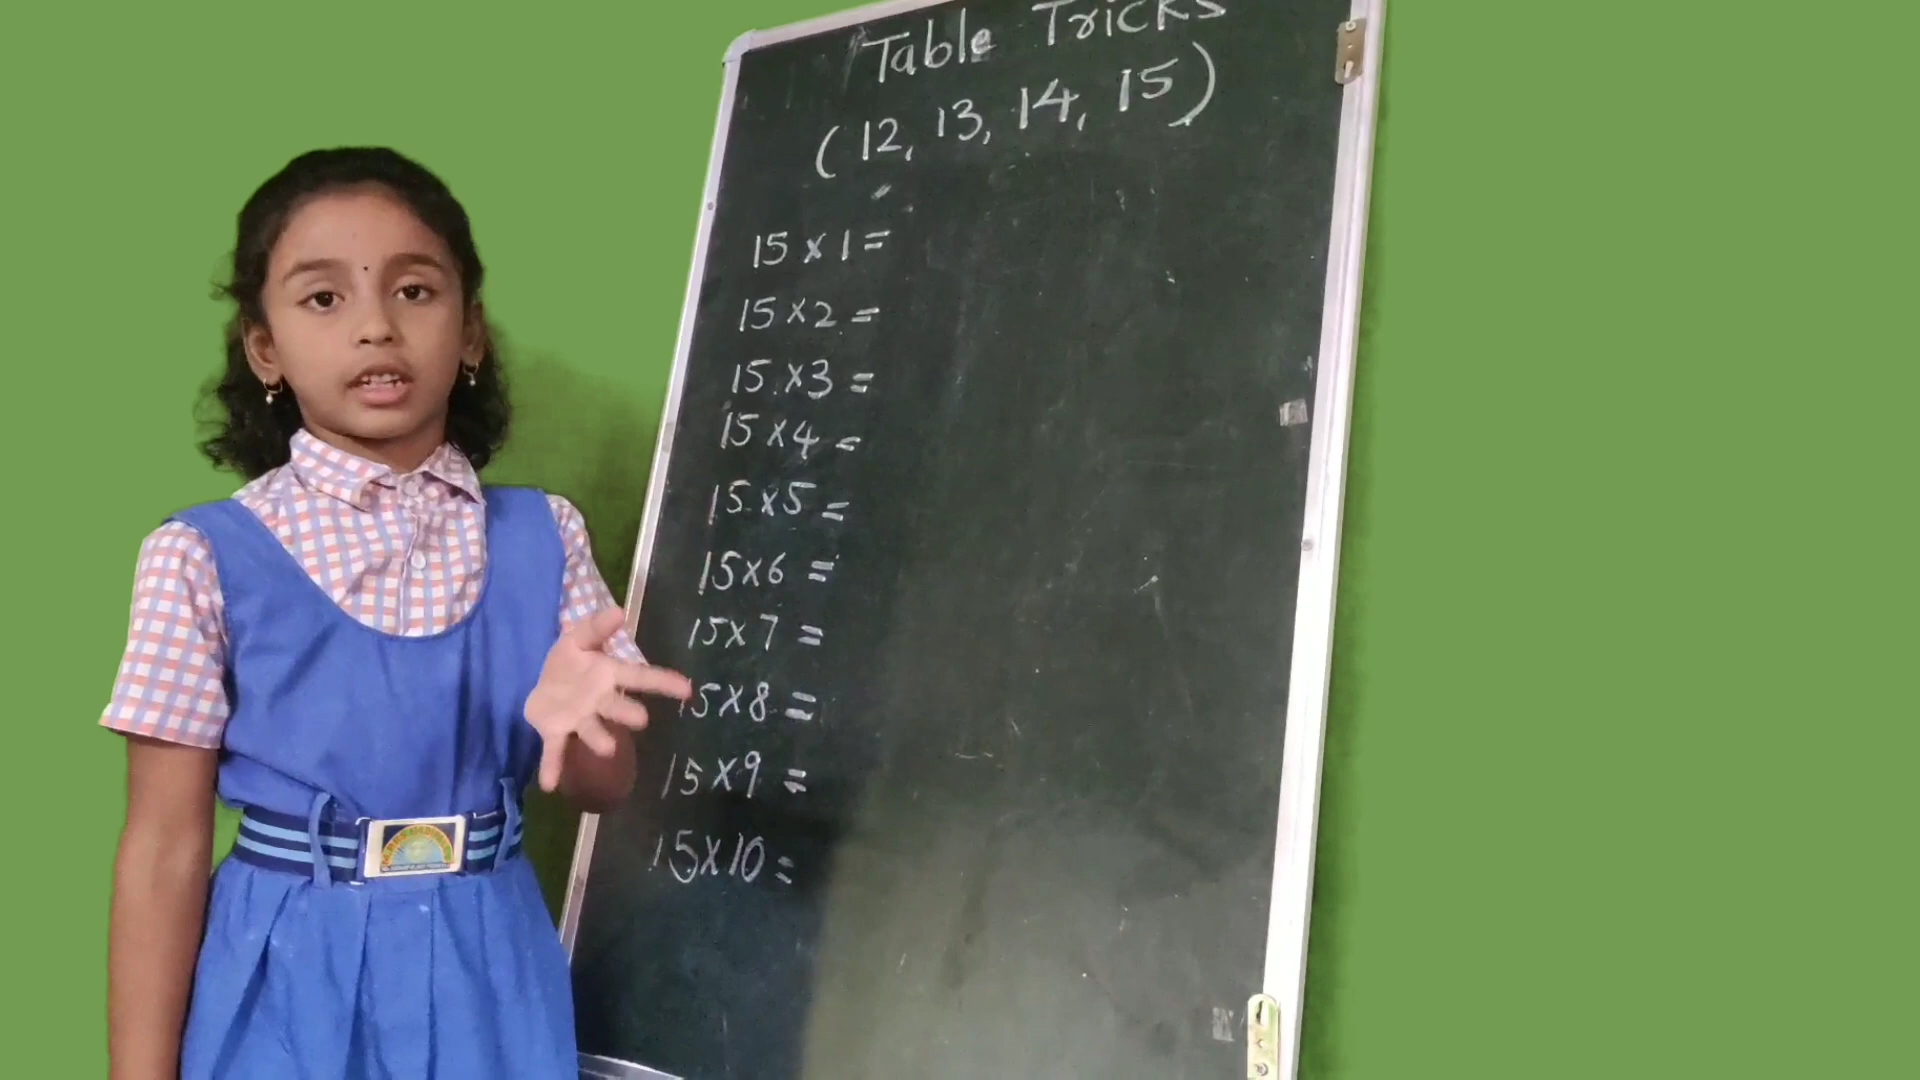 Table Tricks
(12, 13, 14, 15)
15 x 1 =
15 x 2 =
15 x 3 =
15 x 4 =
15 x 5 =
15 x 6 =
15 x 7 =
15 x 8 =
15 x 9 =
15 x 10 =